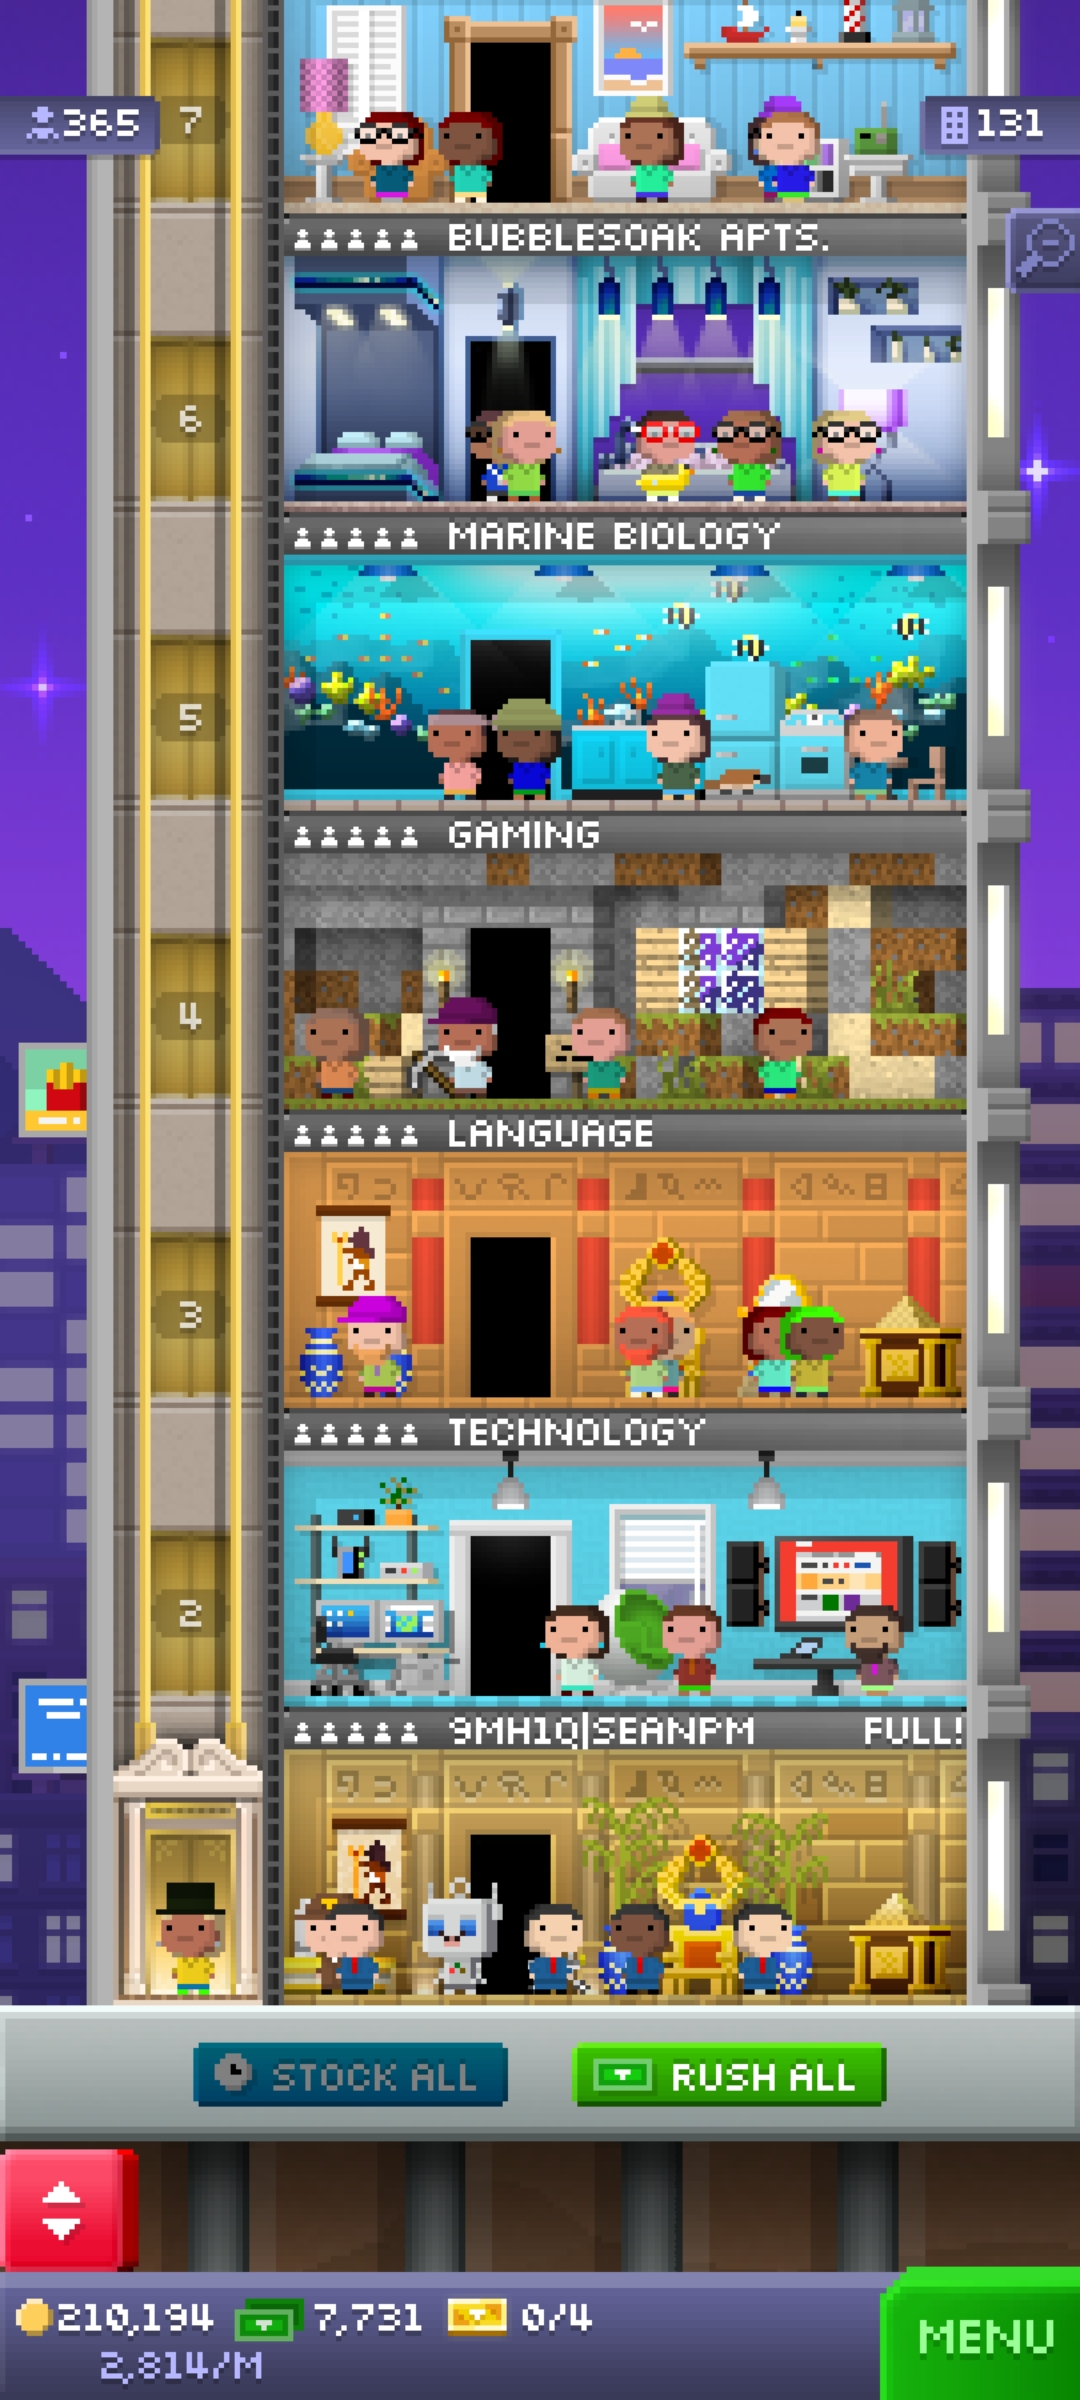 7
365
131
BUBBLESOAK APTS.
6
MARINE BIOLOGY
5
GAMING
4
LANGUAGE
3
TECHNOLOGY
2
9MH1Q|SEANPM FULL!
STOCK ALL
RUSH ALL
210,194 7,731 0/4
2,814/M
MENU